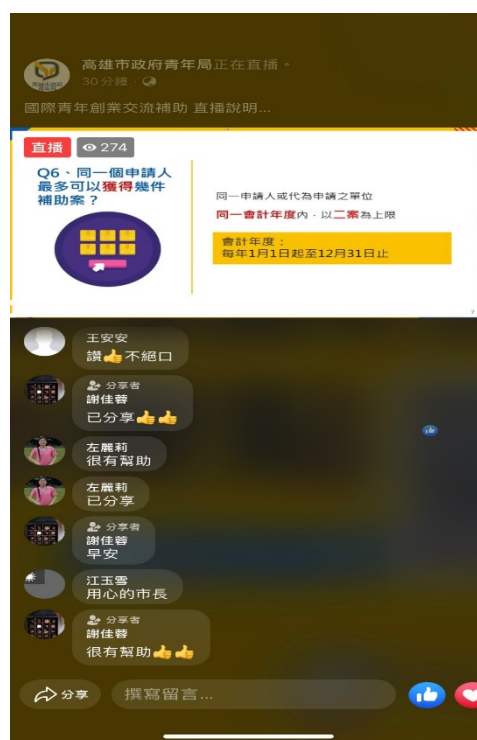 高雄市政府青年局正在直播。
30分鐘 ·
國際青年創業交流補助 直播說明...
直播 274
Q6、同一個申請人
最多可以獲得幾件
補助案？
同一申請人或代為申請之單位
同一會計年度內，以二案為上限
會計年度：
每年1月1日起至12月31日止
王安安
讚👍不絕口
分享者
謝佳蓉
已分享👍👍
左麗莉
很有幫助
左麗莉
已分享
分享者
謝佳蓉
早安
江玉雪
用心的市長
分享者
謝佳蓉
很有幫助👍👍
分享 撰寫留言...